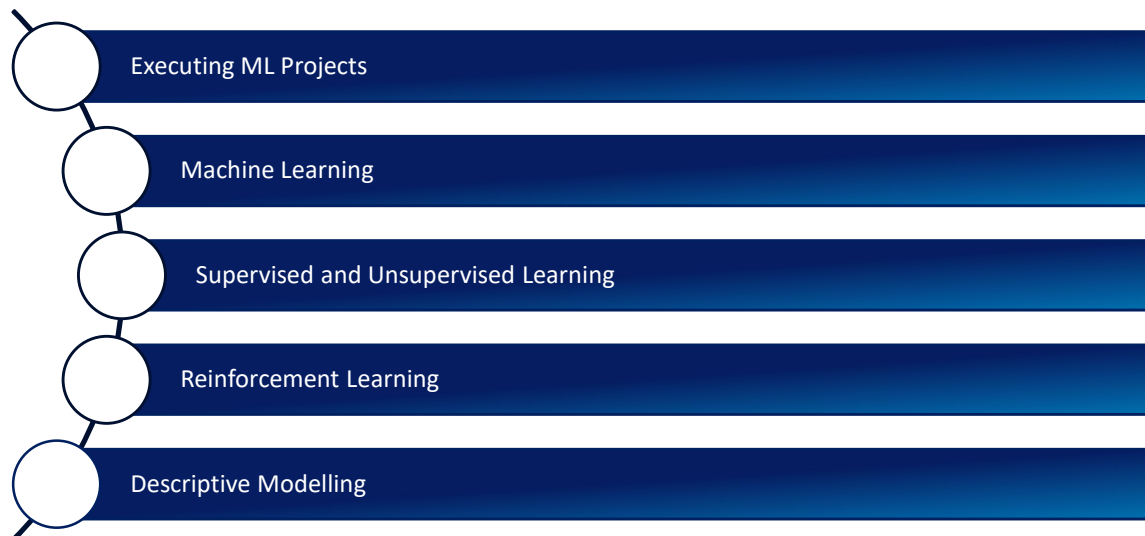 Executing ML Projects
Machine Learning
Supervised and Unsupervised Learning
Reinforcement Learning
Descriptive Modelling